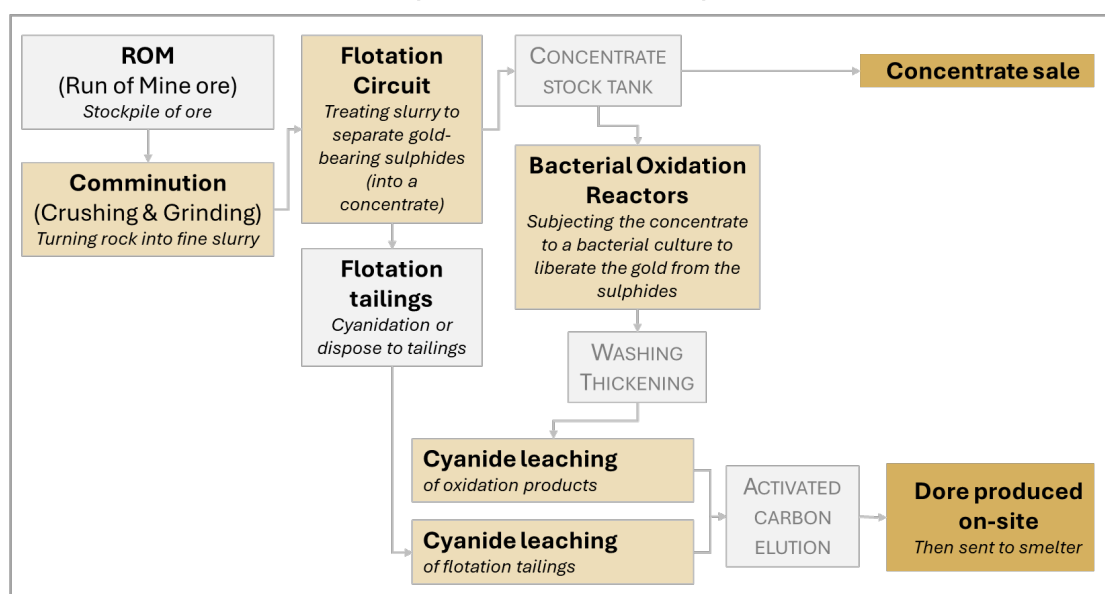 ROM
(Run of Mine ore)
Stockpile of ore
Comminution
(Crushing & Grinding)
Turning rock into fine slurry
Flotation
Circuit
Treating slurry to
separate gold-
bearing sulphides
(into a
concentrate)
Flotation
tailings
Cyanidation or
dispose to tailings
CONCENTRATE
STOCK TANK
Concentrate sale
Bacterial Oxidation
Reactors
Subjecting the concentrate
to a bacterial culture to
liberate the gold from the
sulphides
WASHING
THICKENING
Cyanide leaching
of oxidation products
Cyanide leaching
of flotation tailings
ACTIVATED
CARBON
ELUTION
Dore produced
on-site
Then sent to smelter